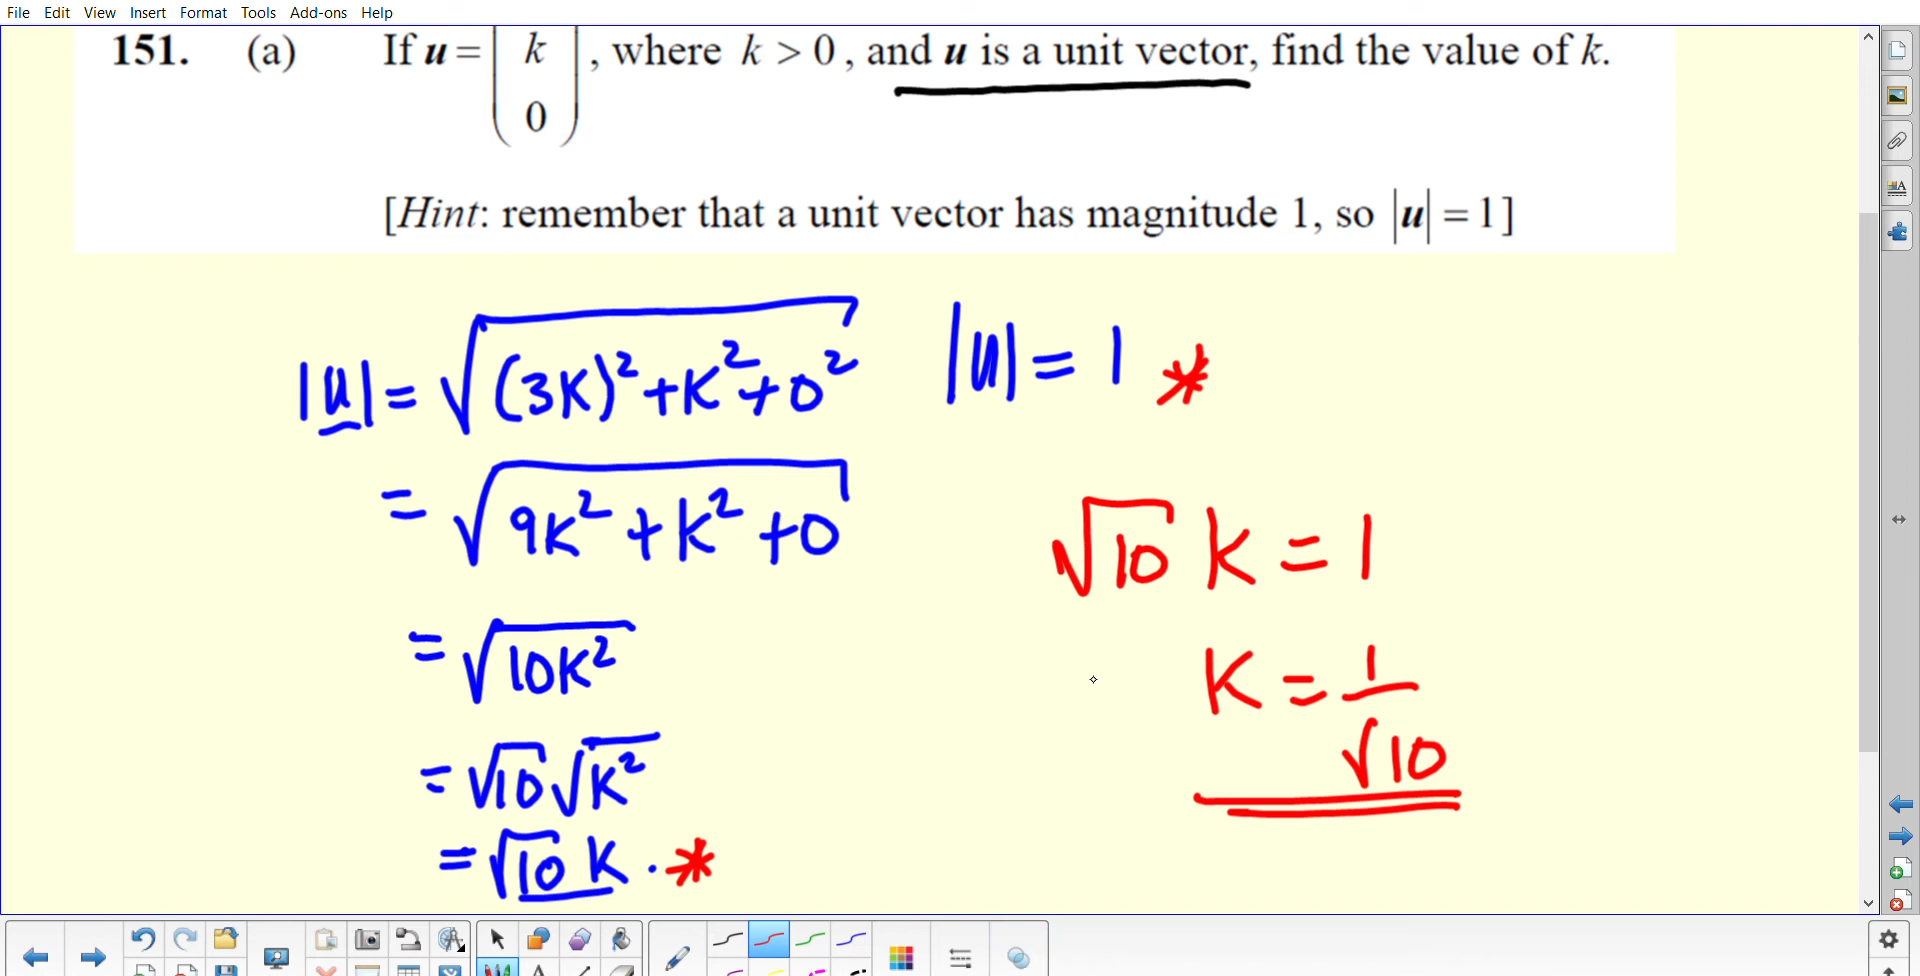 File Edit View Insert Format Tools Add-ons Help
151. (a) If u = ( k 0 ), where k > 0, and u is a unit vector, find the value of k.
[Hint: remember that a unit vector has magnitude 1, so |u| = 1]
|u| = √((3K)² + K² + 0²) |u| = 1 *
= √(9K² + K² + 0)
√10 K = 1
= √(10K²)
K = 1/√10
= √10 √K²
= √10 K . *